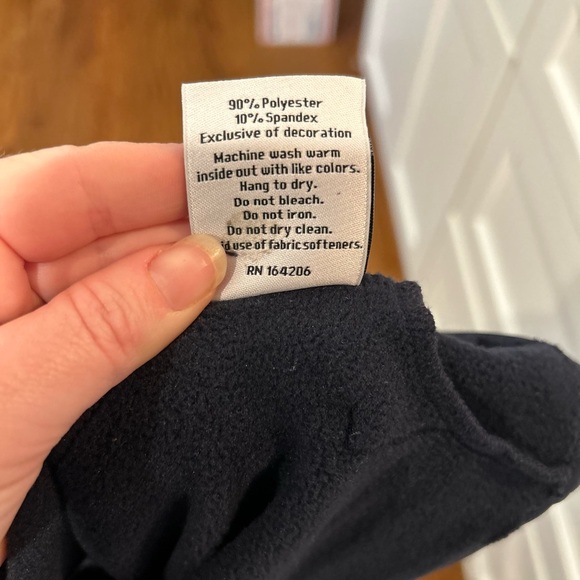 90% Polyester
10% Spandex
Exclusive of decoration
Machine wash warm
inside out with like colors.
Hang to dry.
Do not bleach.
Do not iron.
Do not dry clean.
use of fabric softeners.
RN 164206